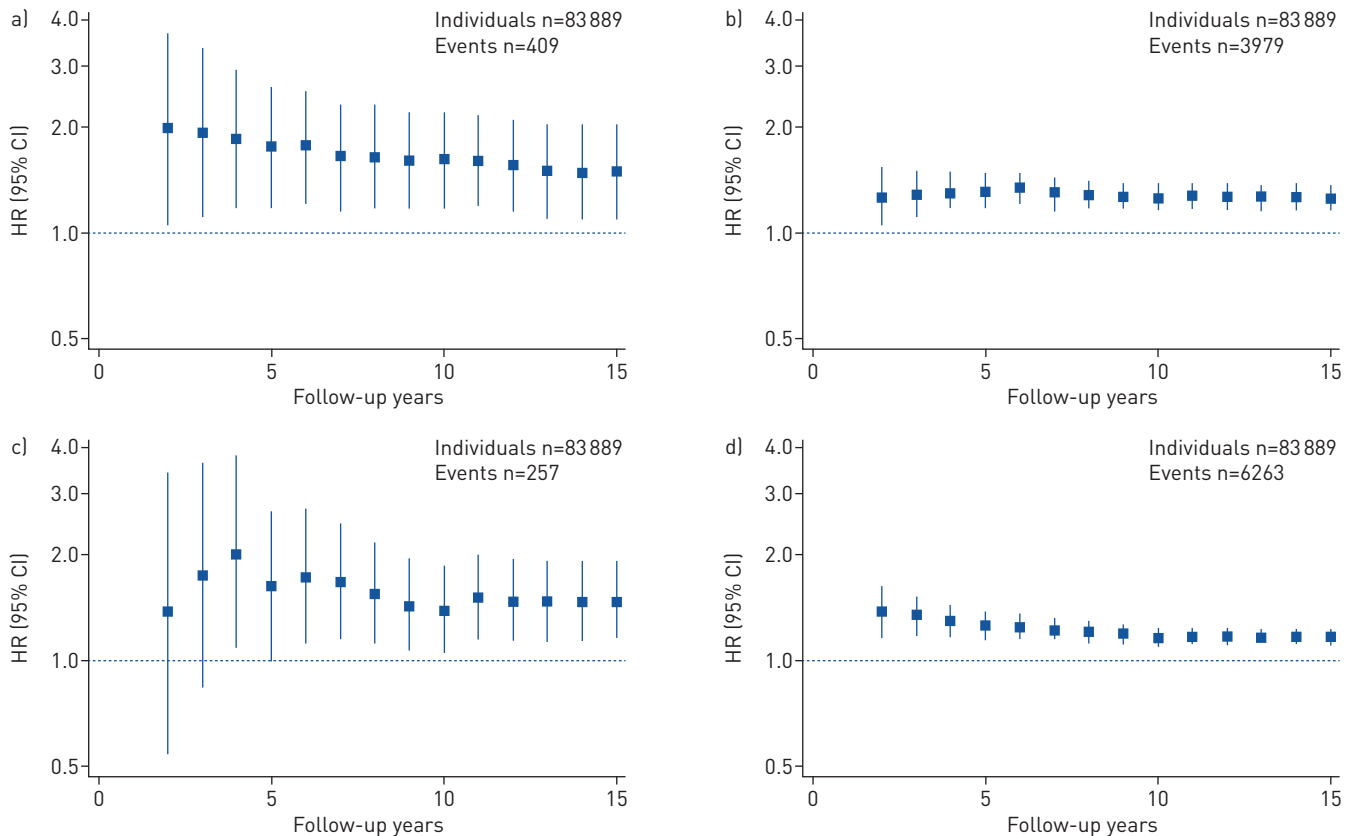 a)
Individuals n=83 889
Events n=409
HR (95% CI)
4.0
3.0
2.0
1.0
0.5
0 5 10 15
Follow-up years
b)
Individuals n=83 889
Events n=3979
HR (95% CI)
4.0
3.0
2.0
1.0
0.5
0 5 10 15
Follow-up years
c)
Individuals n=83 889
Events n=257
HR (95% CI)
4.0
3.0
2.0
1.0
0.5
0 5 10 15
Follow-up years
d)
Individuals n=83 889
Events n=6263
HR (95% CI)
4.0
3.0
2.0
1.0
0.5
0 5 10 15
Follow-up years